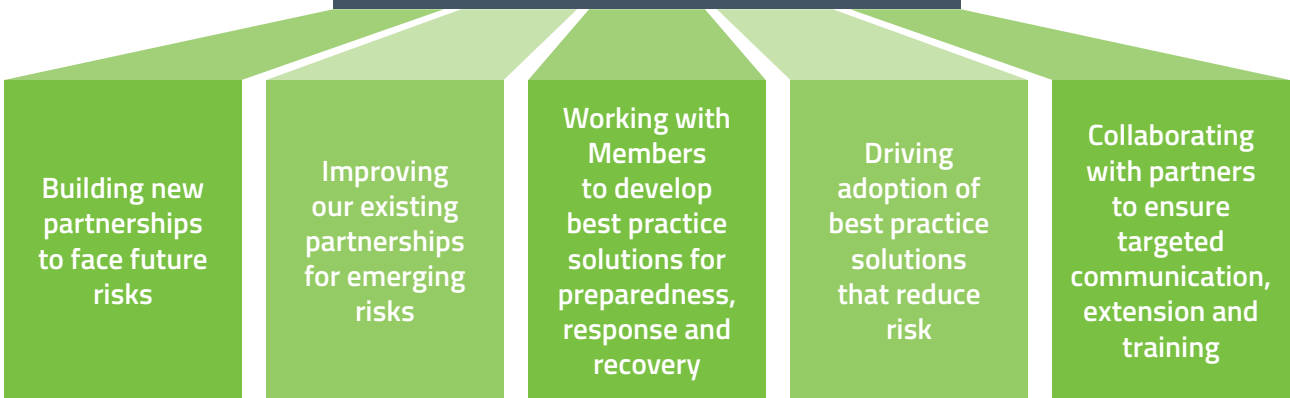 Building new
partnerships
to face future
risks
Improving
our existing
partnerships
for emerging
risks
Working with
Members
to develop
best practice
solutions for
preparedness,
response and
recovery
Driving
adoption of
best practice
solutions
that reduce
risk
Collaborating
with partners
to ensure
targeted
communication,
extension and
training